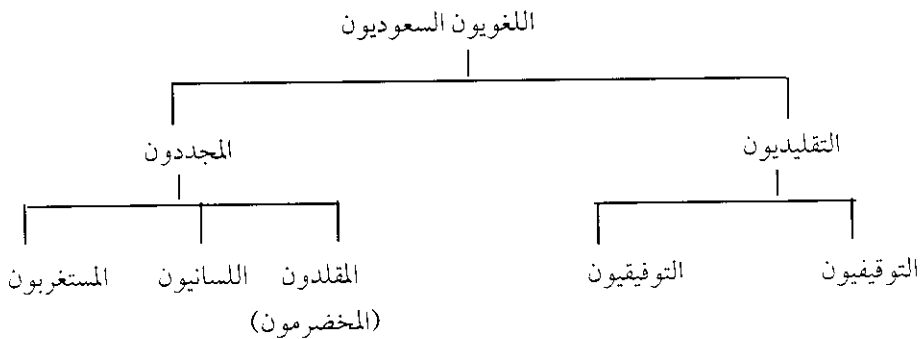 اللغويون السعوديون
التقليديون
المجددون
التوقيفيون
التوفيقيون
المقلدون
(المخضرمون)
اللسانيون
المستغربون